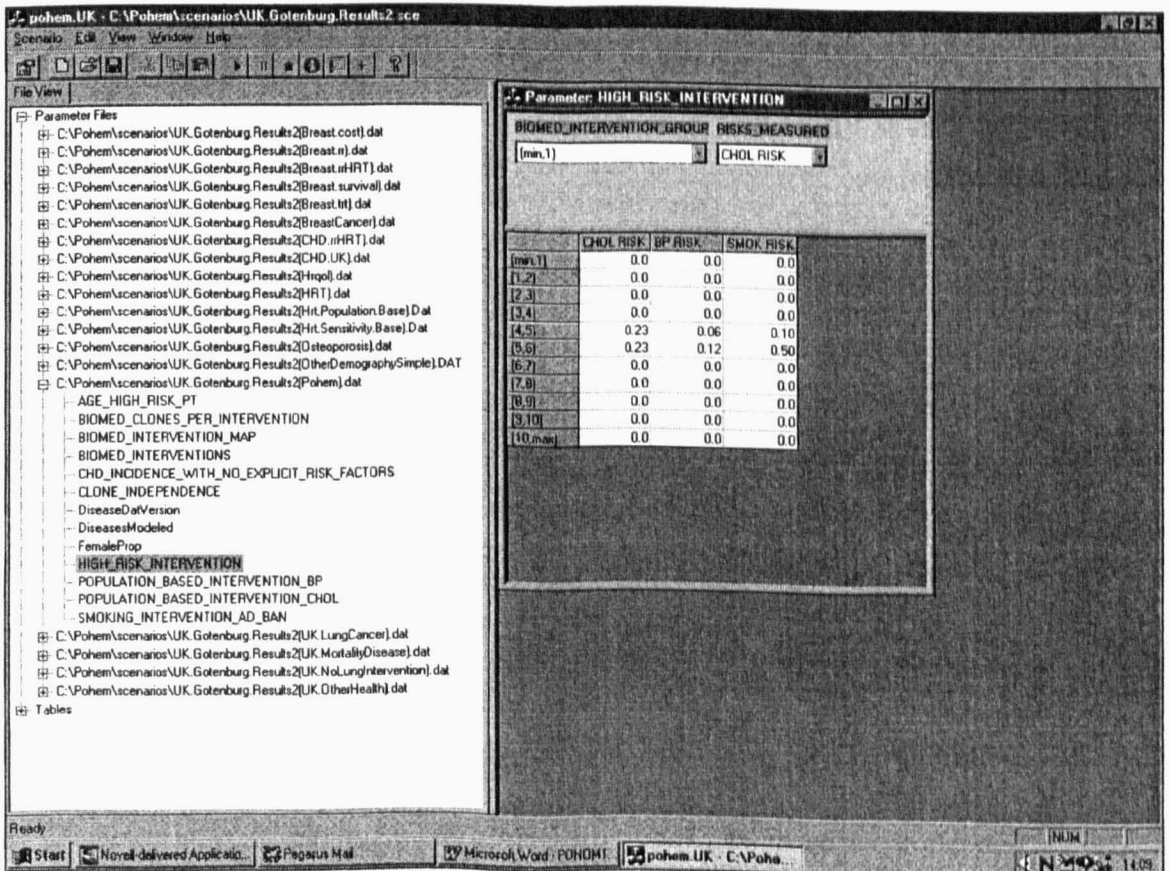 pohem.UK - C:\Pohem\scenarios\UK.Gotenburg.Results2.sce
Scenario Edit View Window Help
File View
Parameter Files
C:\Pohem\scenarios\UK.Gotenburg.Results2(Breast.cost).dat
C:\Pohem\scenarios\UK.Gotenburg.Results2(Breast.rr).dat
C:\Pohem\scenarios\UK.Gotenburg.Results2(Breast.rrHRT).dat
C:\Pohem\scenarios\UK.Gotenburg.Results2(Breast.survival).dat
C:\Pohem\scenarios\UK.Gotenburg.Results2(Breast.trt).dat
C:\Pohem\scenarios\UK.Gotenburg.Results2(BreastCancer).dat
C:\Pohem\scenarios\UK.Gotenburg.Results2(CHD.rrHRT).dat
C:\Pohem\scenarios\UK.Gotenburg.Results2(CHD.UK).dat
C:\Pohem\scenarios\UK.Gotenburg.Results2(Hrqol).dat
C:\Pohem\scenarios\UK.Gotenburg.Results2(HRT).dat
C:\Pohem\scenarios\UK.Gotenburg.Results2(Hrt.Population.Base).Dat
C:\Pohem\scenarios\UK.Gotenburg.Results2(Hrt.Sensitivity.Base).Dat
C:\Pohem\scenarios\UK.Gotenburg.Results2(Osteoporosis).dat
C:\Pohem\scenarios\UK.Gotenburg.Results2(OtherDemographySimple).DAT
C:\Pohem\scenarios\UK.Gotenburg.Results2(Pohem).dat
AGE_HIGH_RISK_PT
BIOMED_CLONES_PER_INTERVENTION
BIOMED_INTERVENTION_MAP
BIOMED_INTERVENTIONS
CHD_INCIDENCE_WITH_NO_EXPLICIT_RISK_FACTORS
CLONE_INDEPENDENCE
DiseaseDatVersion
DiseasesModeled
FemaleProp
HIGH_RISK_INTERVENTION
POPULATION_BASED_INTERVENTION_BP
POPULATION_BASED_INTERVENTION_CHOL
SMOKING_INTERVENTION_AD_BAN
C:\Pohem\scenarios\UK.Gotenburg.Results2(UK.LungCancer).dat
C:\Pohem\scenarios\UK.Gotenburg.Results2(UK.MortalityDisease).dat
C:\Pohem\scenarios\UK.Gotenburg.Results2(UK.NoLungIntervention).dat
C:\Pohem\scenarios\UK.Gotenburg.Results2(UK.OtherHealth).dat
Tables
Parameter: HIGH_RISK_INTERVENTION
BIOMED_INTERVENTION_GROUP RISKS_MEASURED
[min,1) CHOL RISK
CHOL RISK BP RISK SMOK RISK
[min,1) 0.0 0.0 0.0
[1,2) 0.0 0.0 0.0
[2,3) 0.0 0.0 0.0
[3,4) 0.0 0.0 0.0
[4,5) 0.23 0.06 0.10
[5,6) 0.23 0.12 0.50
[6,7) 0.0 0.0 0.0
[7,8) 0.0 0.0 0.0
[8,9) 0.0 0.0 0.0
[9,10) 0.0 0.0 0.0
[10,max) 0.0 0.0 0.0
Ready
NUM
Start Novell-delivered Applicatio... Pegasus Mail Microsoft Word - POHOMT pohem.UK - C:\Pohe... 14:09